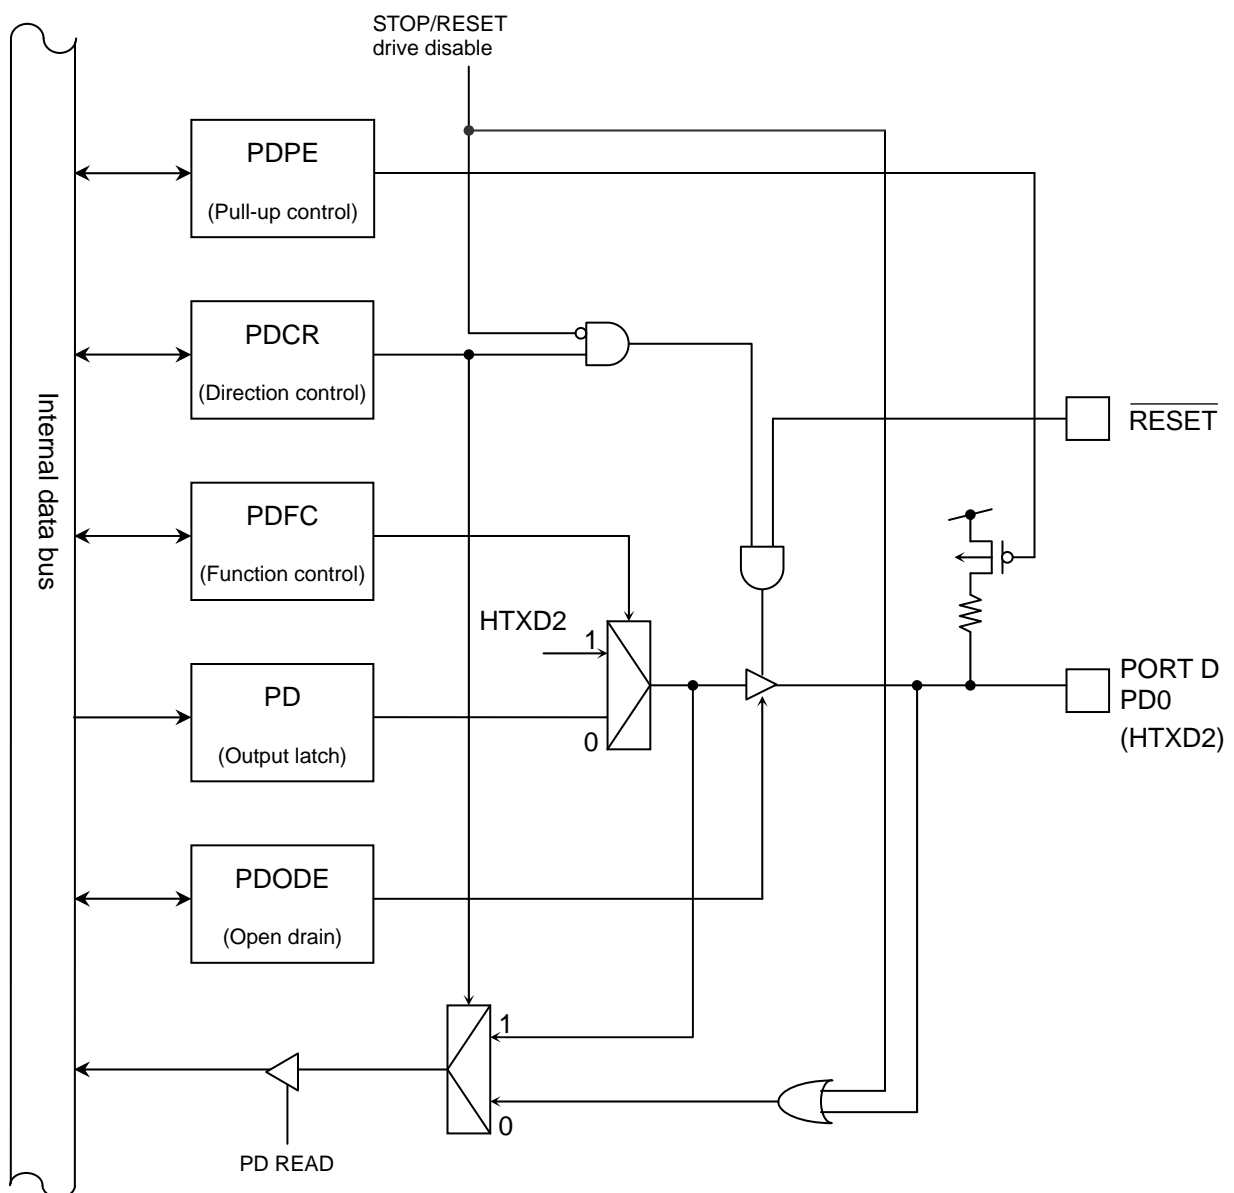 STOP/RESET
drive disable
PDPE
(Pull-up control)
PDCR
(Direction control)
Internal data bus
RESET
PDFC
(Function control)
HTXD2
1
0
PD
(Output latch)
PORT D
PD0
(HTXD2)
PDODE
(Open drain)
1
0
PD READ